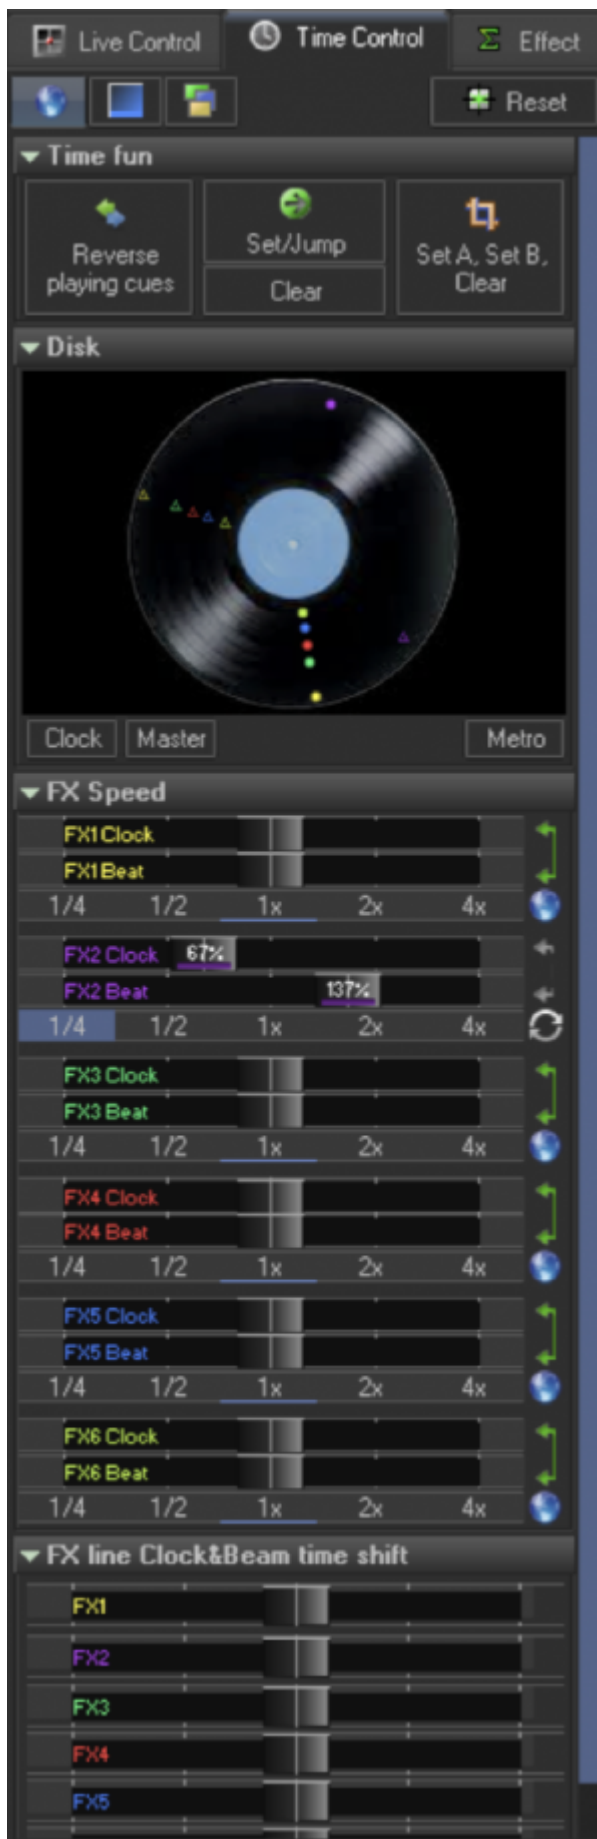 Live Control
Time Control
Effect
Reset
Time fun
Reverse
playing cues
Set/Jump
Clear
Set A, Set B,
Clear
Disk
Clock
Master
Metro
FX Speed
FX1 Clock
FX1 Beat
1/4 1/2 1x 2x 4x
FX2 Clock 67%
FX2 Beat 137%
1/4 1/2 1x 2x 4x
FX3 Clock
FX3 Beat
1/4 1/2 1x 2x 4x
FX4 Clock
FX4 Beat
1/4 1/2 1x 2x 4x
FX5 Clock
FX5 Beat
1/4 1/2 1x 2x 4x
FX6 Clock
FX6 Beat
1/4 1/2 1x 2x 4x
FX line Clock&Beam time shift
FX1
FX2
FX3
FX4
FX5